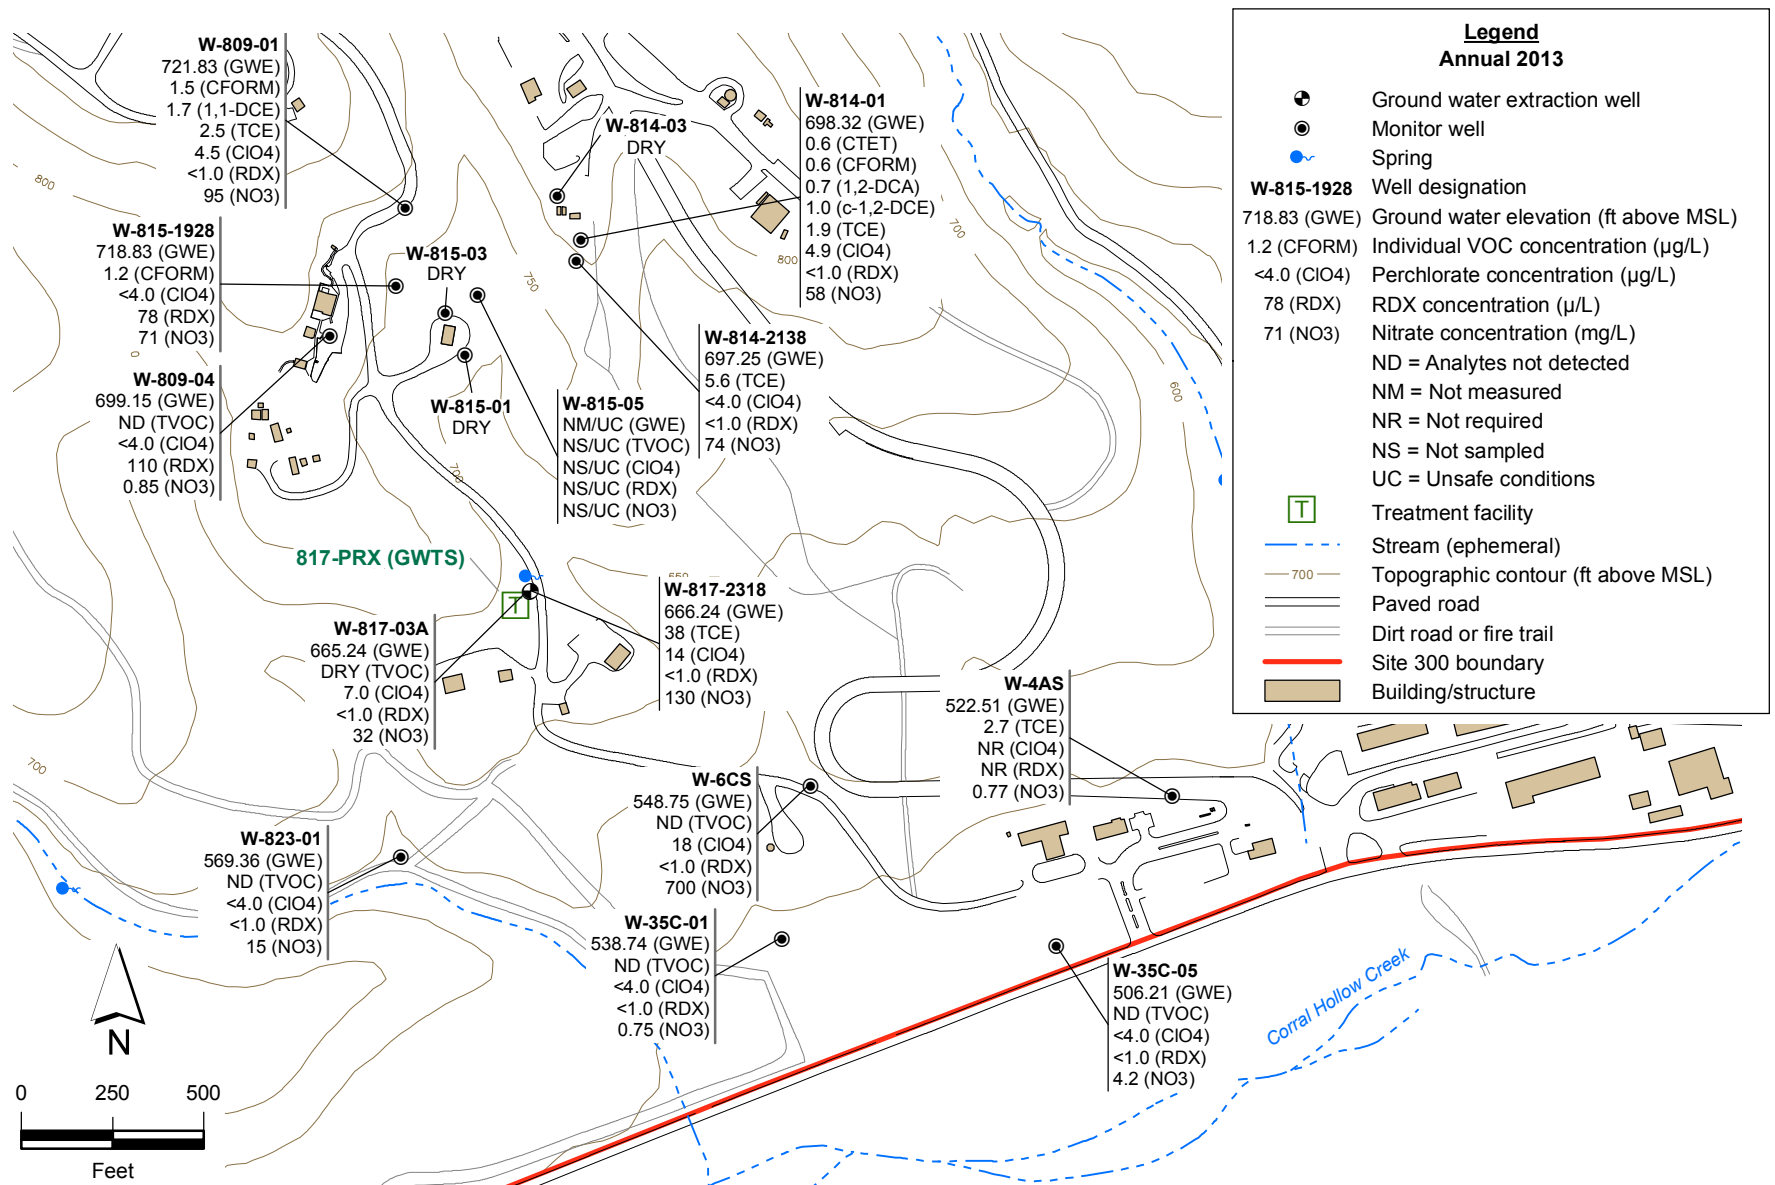 W-809-01
721.83 (GWE)
1.5 (CFORM)
1.7 (1,1-DCE)
2.5 (TCE)
4.5 (ClO4)
<1.0 (RDX)
95 (NO3)
W-815-1928
718.83 (GWE)
1.2 (CFORM)
<4.0 (ClO4)
78 (RDX)
71 (NO3)
W-809-04
699.15 (GWE)
ND (TVOC)
<4.0 (ClO4)
110 (RDX)
0.85 (NO3)
W-815-03
DRY
W-815-01
DRY
W-814-03
DRY
W-814-01
698.32 (GWE)
0.6 (CTET)
0.6 (CFORM)
0.7 (1,2-DCA)
1.0 (c-1,2-DCE)
1.9 (TCE)
4.9 (ClO4)
<1.0 (RDX)
58 (NO3)
W-814-2138
697.25 (GWE)
5.6 (TCE)
<4.0 (ClO4)
<1.0 (RDX)
74 (NO3)
W-815-05
NM/UC (GWE)
NS/UC (TVOC)
NS/UC (ClO4)
NS/UC (RDX)
NS/UC (NO3)
817-PRX (GWTS)
T
W-817-03A
665.24 (GWE)
DRY (TVOC)
7.0 (ClO4)
<1.0 (RDX)
32 (NO3)
W-817-2318
666.24 (GWE)
38 (TCE)
14 (ClO4)
<1.0 (RDX)
130 (NO3)
W-4AS
522.51 (GWE)
2.7 (TCE)
NR (ClO4)
NR (RDX)
0.77 (NO3)
W-6CS
548.75 (GWE)
ND (TVOC)
18 (ClO4)
<1.0 (RDX)
700 (NO3)
W-823-01
569.36 (GWE)
ND (TVOC)
<4.0 (ClO4)
<1.0 (RDX)
15 (NO3)
W-35C-01
538.74 (GWE)
ND (TVOC)
<4.0 (ClO4)
<1.0 (RDX)
0.75 (NO3)
W-35C-05
506.21 (GWE)
ND (TVOC)
<4.0 (ClO4)
<1.0 (RDX)
4.2 (NO3)
Corral Hollow Creek
800
750
700
800
600
700
700
N
0 250 500
Feet
Legend
Annual 2013
Ground water extraction well
Monitor well
Spring
W-815-1928 Well designation
718.83 (GWE) Ground water elevation (ft above MSL)
1.2 (CFORM) Individual VOC concentration (µg/L)
<4.0 (ClO4) Perchlorate concentration (µg/L)
78 (RDX) RDX concentration (µ/L)
71 (NO3) Nitrate concentration (mg/L)
ND = Analytes not detected
NM = Not measured
NR = Not required
NS = Not sampled
UC = Unsafe conditions
T Treatment facility
Stream (ephemeral)
700 Topographic contour (ft above MSL)
Paved road
Dirt road or fire trail
Site 300 boundary
Building/structure